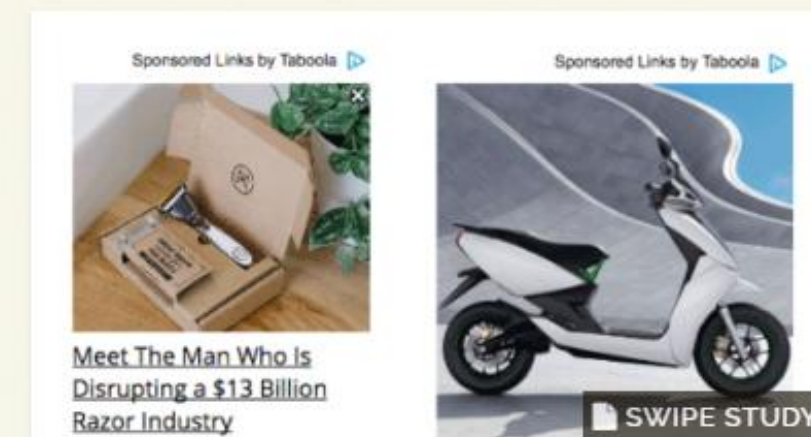 Sponsored Links by Taboola
Meet The Man Who Is
Disrupting a $13 Billion
Razor Industry
Sponsored Links by Taboola
SWIPE STUDY